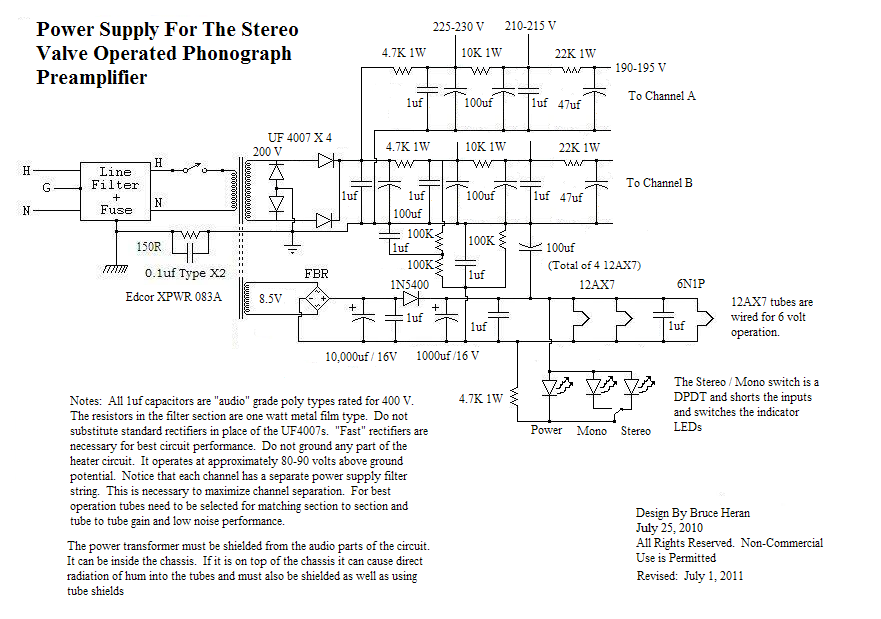 Power Supply For The Stereo
Valve Operated Phonograph
Preamplifier
225-230 V
210-215 V
4.7K 1W
10K 1W
22K 1W
190-195 V
1uf
100uf
1uf
47uf
To Channel A
UF 4007 X 4
200 V
4.7K 1W
10K 1W
22K 1W
H
G
N
Line
Filter
+
Fuse
H
N
1uf
1uf
100uf
1uf
47uf
To Channel B
100uf
150R
0.1uf Type X2
1uf
100K
100K
100K
1uf
100uf
(Total of 4 12AX7)
Edcor XPWR 083A
FBR
8.5V
- +
1N5400
12AX7
6N1P
+
1uf
+
1uf
1uf
12AX7 tubes are
wired for 6 volt
operation.
10,000uf / 16V
1000uf /16 V
4.7K 1W
Power
Mono
Stereo
The Stereo / Mono switch is a
DPDT and shorts the inputs
and switches the indicator
LEDs
Notes: All 1uf capacitors are "audio" grade poly types rated for 400 V.
The resistors in the filter section are one watt metal film type. Do not
substitute standard rectifiers in place of the UF4007s. "Fast" rectifiers are
necessary for best circuit performance. Do not ground any part of the
heater circuit. It operates at approximately 80-90 volts above ground
potential. Notice that each channel has a separate power supply filter
string. This is necessary to maximize channel separation. For best
operation tubes need to be selected for matching section to section and
tube to tube gain and low noise performance.
The power transformer must be shielded from the audio parts of the circuit.
It can be inside the chassis. If it is on top of the chassis it can cause direct
radiation of hum into the tubes and must also be shielded as well as using
tube shields
Design By Bruce Heran
July 25, 2010
All Rights Reserved. Non-Commercial
Use is Permitted
Revised: July 1, 2011